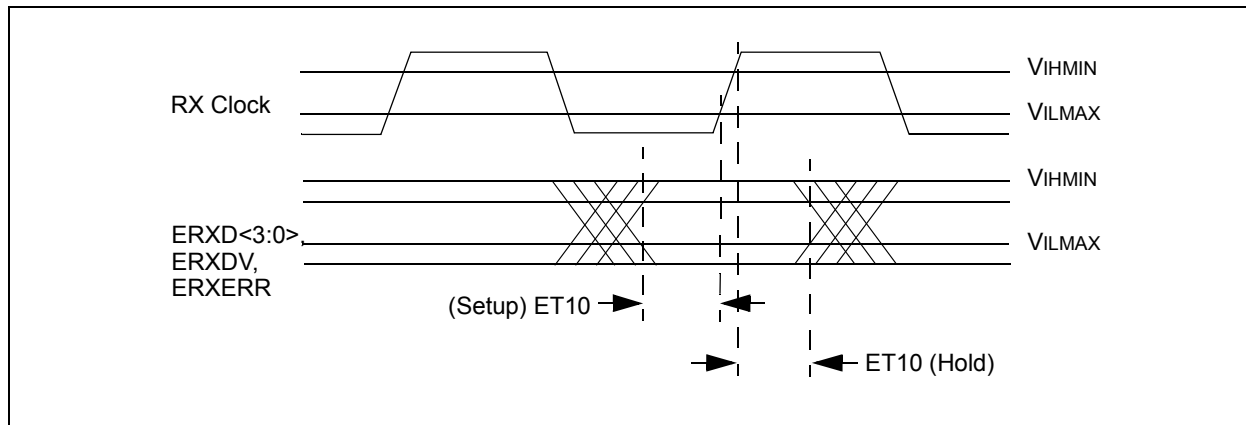 VIHMIN
RX Clock
VILMAX
VIHMIN
ERXD<3:0>,
ERXDV,
ERXERR
VILMAX
(Setup) ET10
ET10 (Hold)